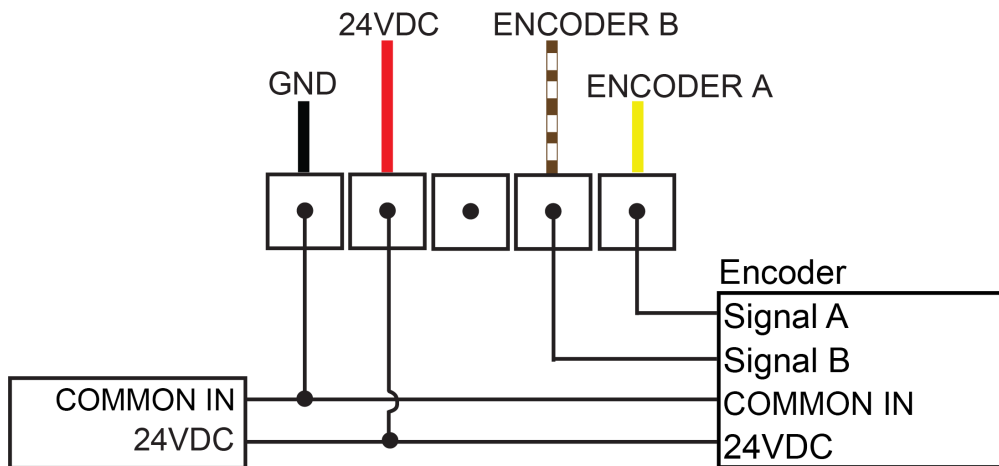 24VDC
ENCODER B
GND
ENCODER A
Encoder
Signal A
Signal B
COMMON IN
24VDC
COMMON IN
24VDC